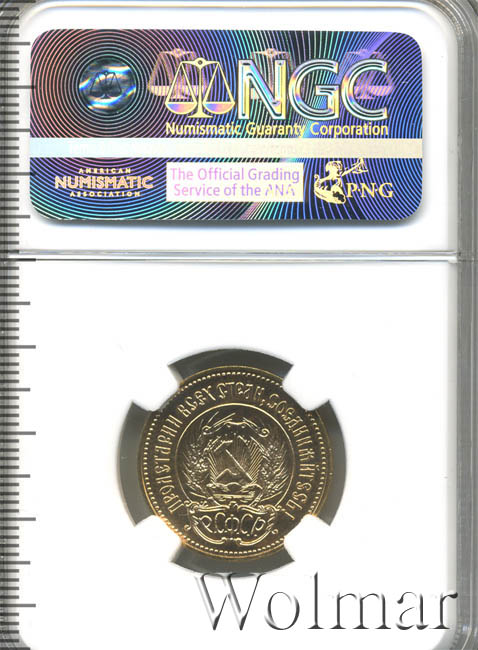 NGC
Numismatic Guaranty Corporation
AMERICAN
NUMISMATIC
ASSOCIATION
The Official Grading
Service of the ANA
PNG
ПРОЛЕТАРИИ ВСЕХ СТРАН, СОЕДИНЯЙТЕСЬ!
Р.С.Ф.С.Р.
Wolmar